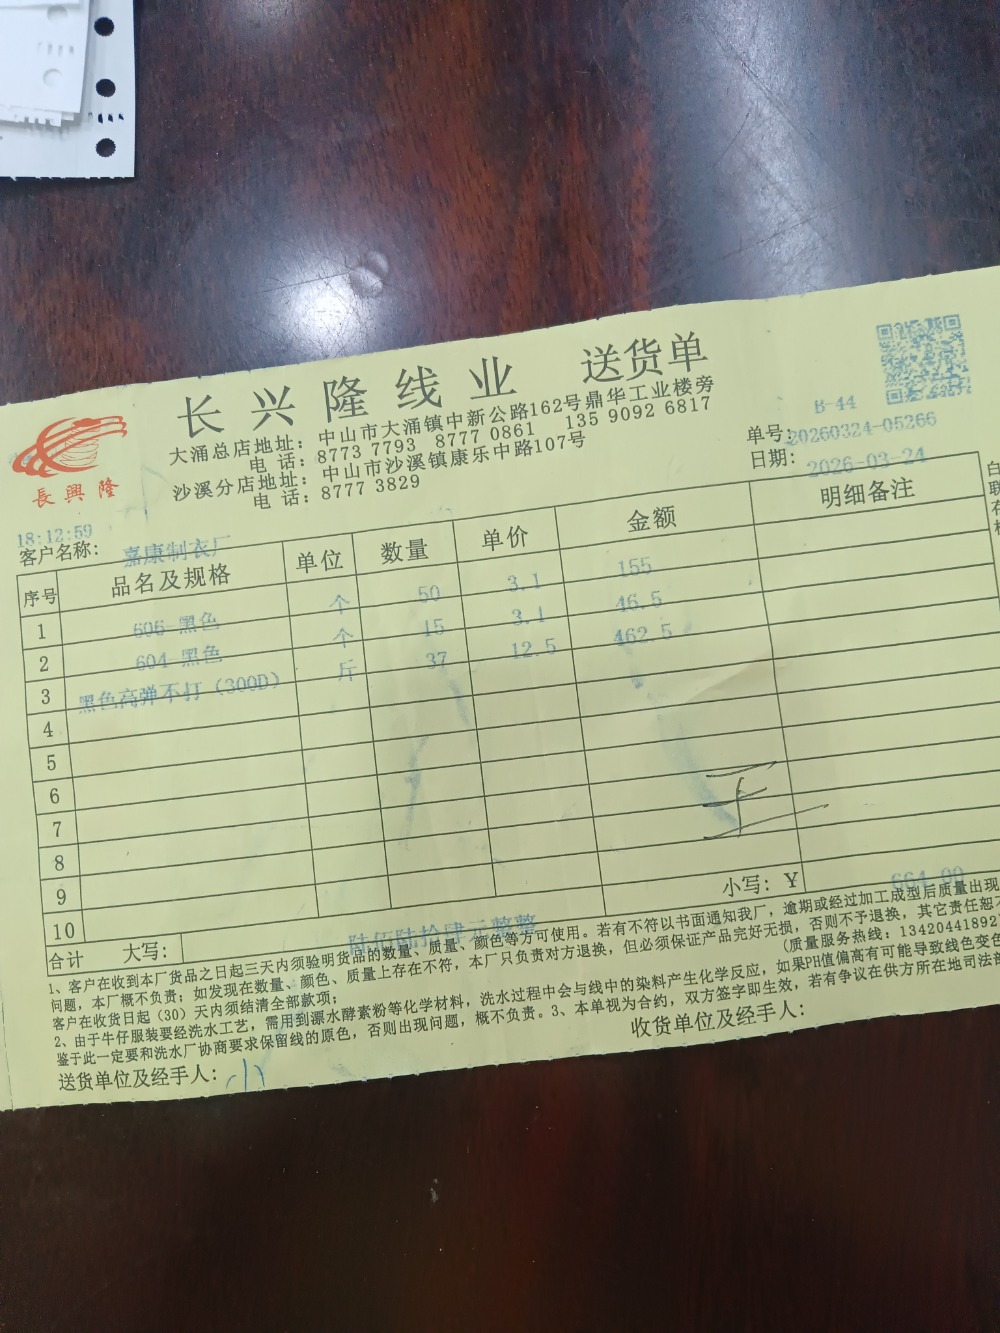 长兴隆线业 送货单
B-44
大涌总店地址：中山市大涌镇中新公路162号鼎华工业楼旁
电话：8773 7793 8777 0861 135 9092 6817
单号：20260324-05266
沙溪分店地址：中山市沙溪镇康乐中路107号
电话：8777 3829
日期：2026-03-24
長興隆
18:12:59
客户名称：嘉康制衣厂
序号 品名及规格 单位 数量 单价 金额 明细备注
1 606 黑色 个 50 3.1 155
2 604 黑色 个 15 3.1 46.5
3 黑色高弹不打（300D） 斤 37 12.5 462.5
4
5
6
7
8
9
10
合计 大写：陆佰陆拾肆元整 小写：Y 664.00
1、客户在收到本厂货品之日起三天内须验明货品的数量、质量、颜色等方可使用。若有不符以书面通知我厂，逾期或经过加工成型后质量出现
问题，本厂概不负责；如发现在数量、颜色、质量上存在不符，本厂只负责对方退换，但必须保证产品完好无损，否则不予退换，其它责任恕不
客户在收货日起（30）天内须结清全部款项；（质量服务热线：1342044189
2、由于牛仔服装要经洗水工艺，需用到漂水酵素粉等化学材料，洗水过程中会与线中的染料产生化学反应，如果PH值偏高有可能导致线色变色
鉴于此一定要和洗水厂协商要求保留线的原色，否则出现问题，概不负责。3、本单视为合约，双方签字即生效，若有争议在供方所在地司法部
送货单位及经手人：
收货单位及经手人：